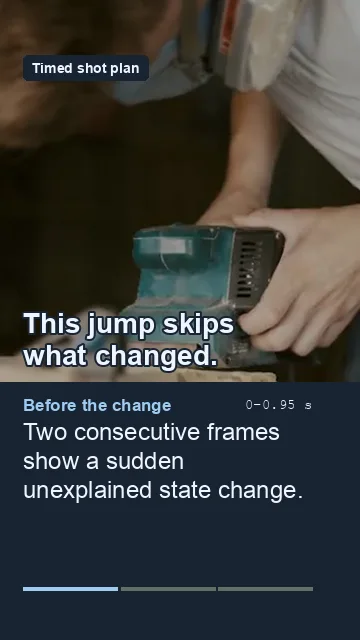 Timed shot plan
This jump skips
what changed.
Before the change 0–0.95 s
Two consecutive frames
show a sudden
unexplained state change.